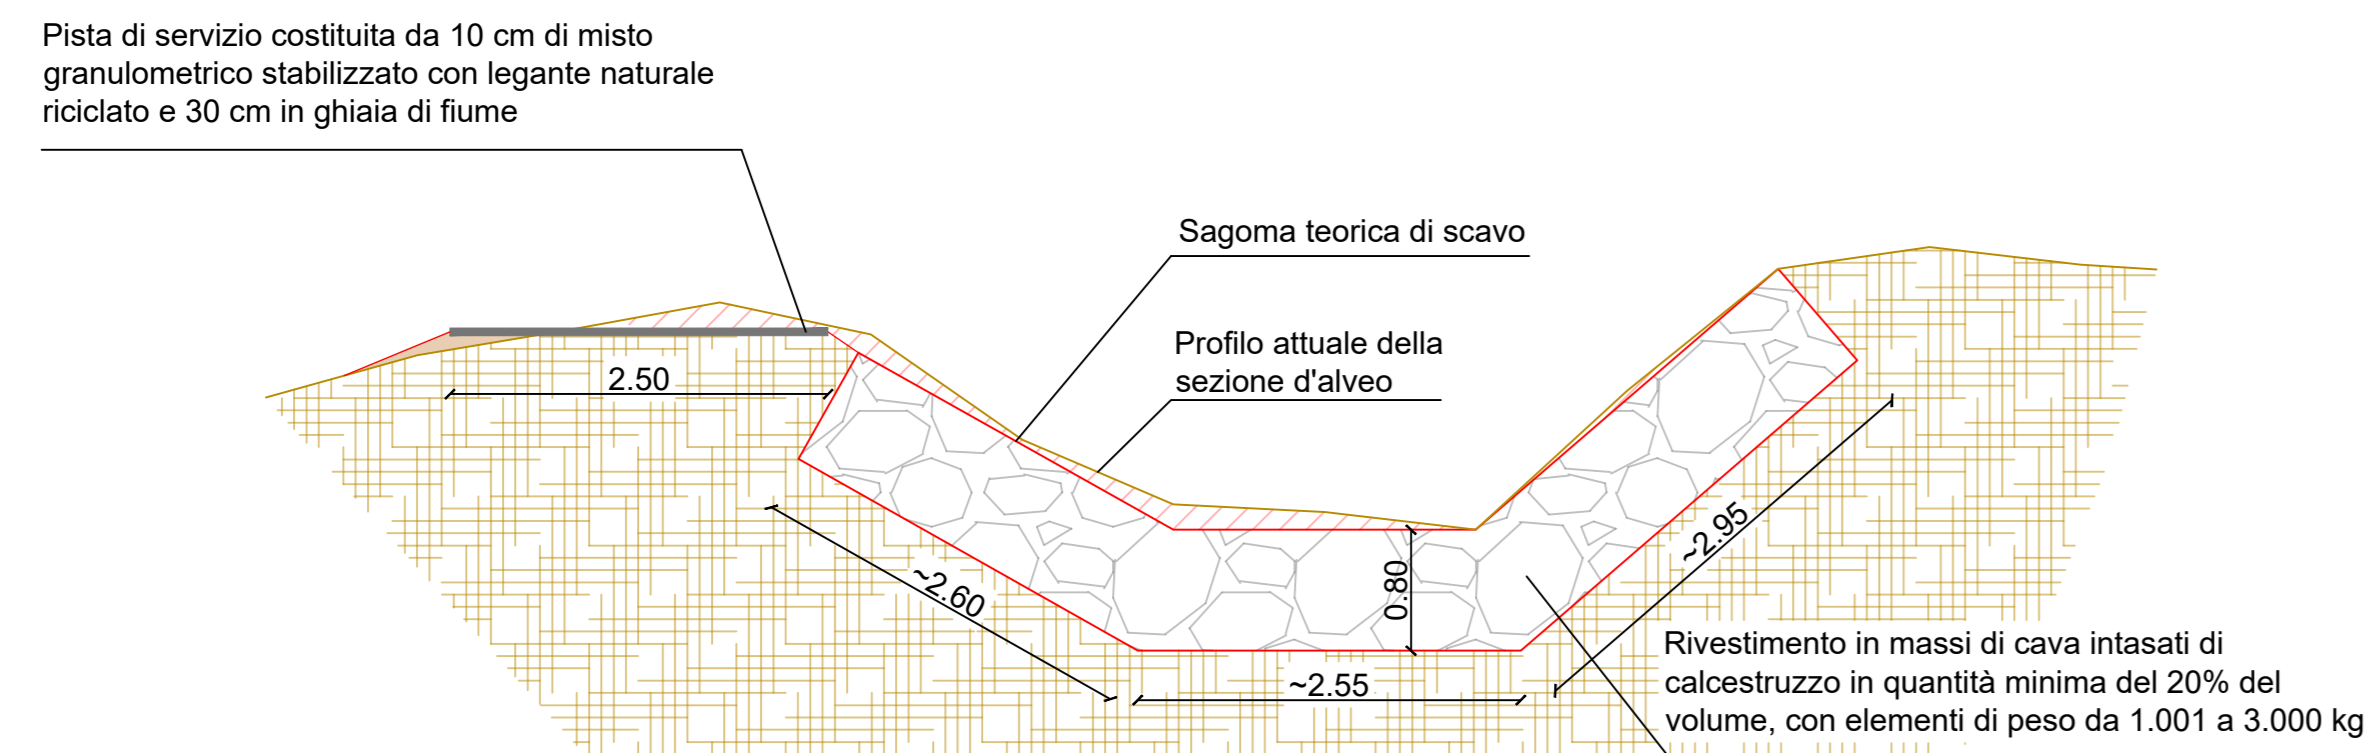 Pista di servizio costituita da 10 cm di misto
granulometrico stabilizzato con legante naturale
riciclato e 30 cm in ghiaia di fiume
Sagoma teorica di scavo
Profilo attuale della
sezione d'alveo
2.50
~2.60
0.80
~2.95
~2.55
Rivestimento in massi di cava intasati di
calcestruzzo in quantità minima del 20% del
volume, con elementi di peso da 1.001 a 3.000 kg